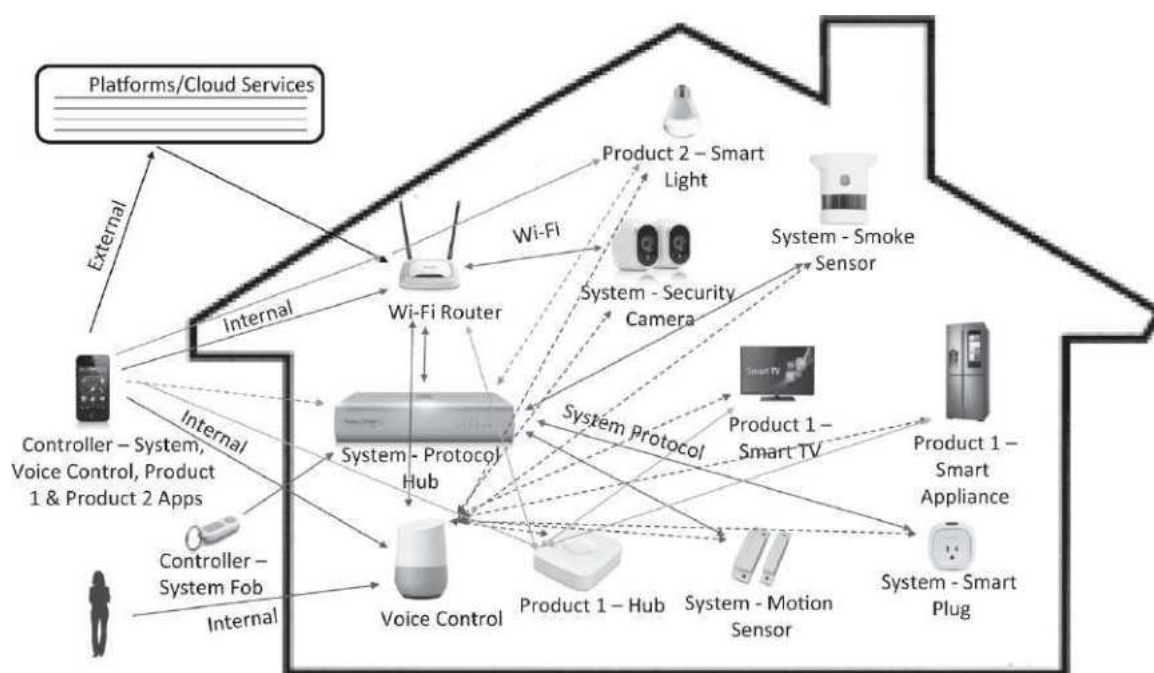 Platforms/Cloud Services
Product 2 – Smart
Light
External
Wi-Fi
System - Smoke
Sensor
System - Security
Camera
Internal
Wi-Fi Router
Smart TV
Controller – System,
Voice Control, Product
1 & Product 2 Apps
Internal
System - Protocol
Hub
System Protocol
Product 1 –
Smart TV
Product 1 –
Smart
Appliance
Controller –
System Fob
Internal
Voice Control
Product 1 – Hub
System - Motion
Sensor
System - Smart
Plug